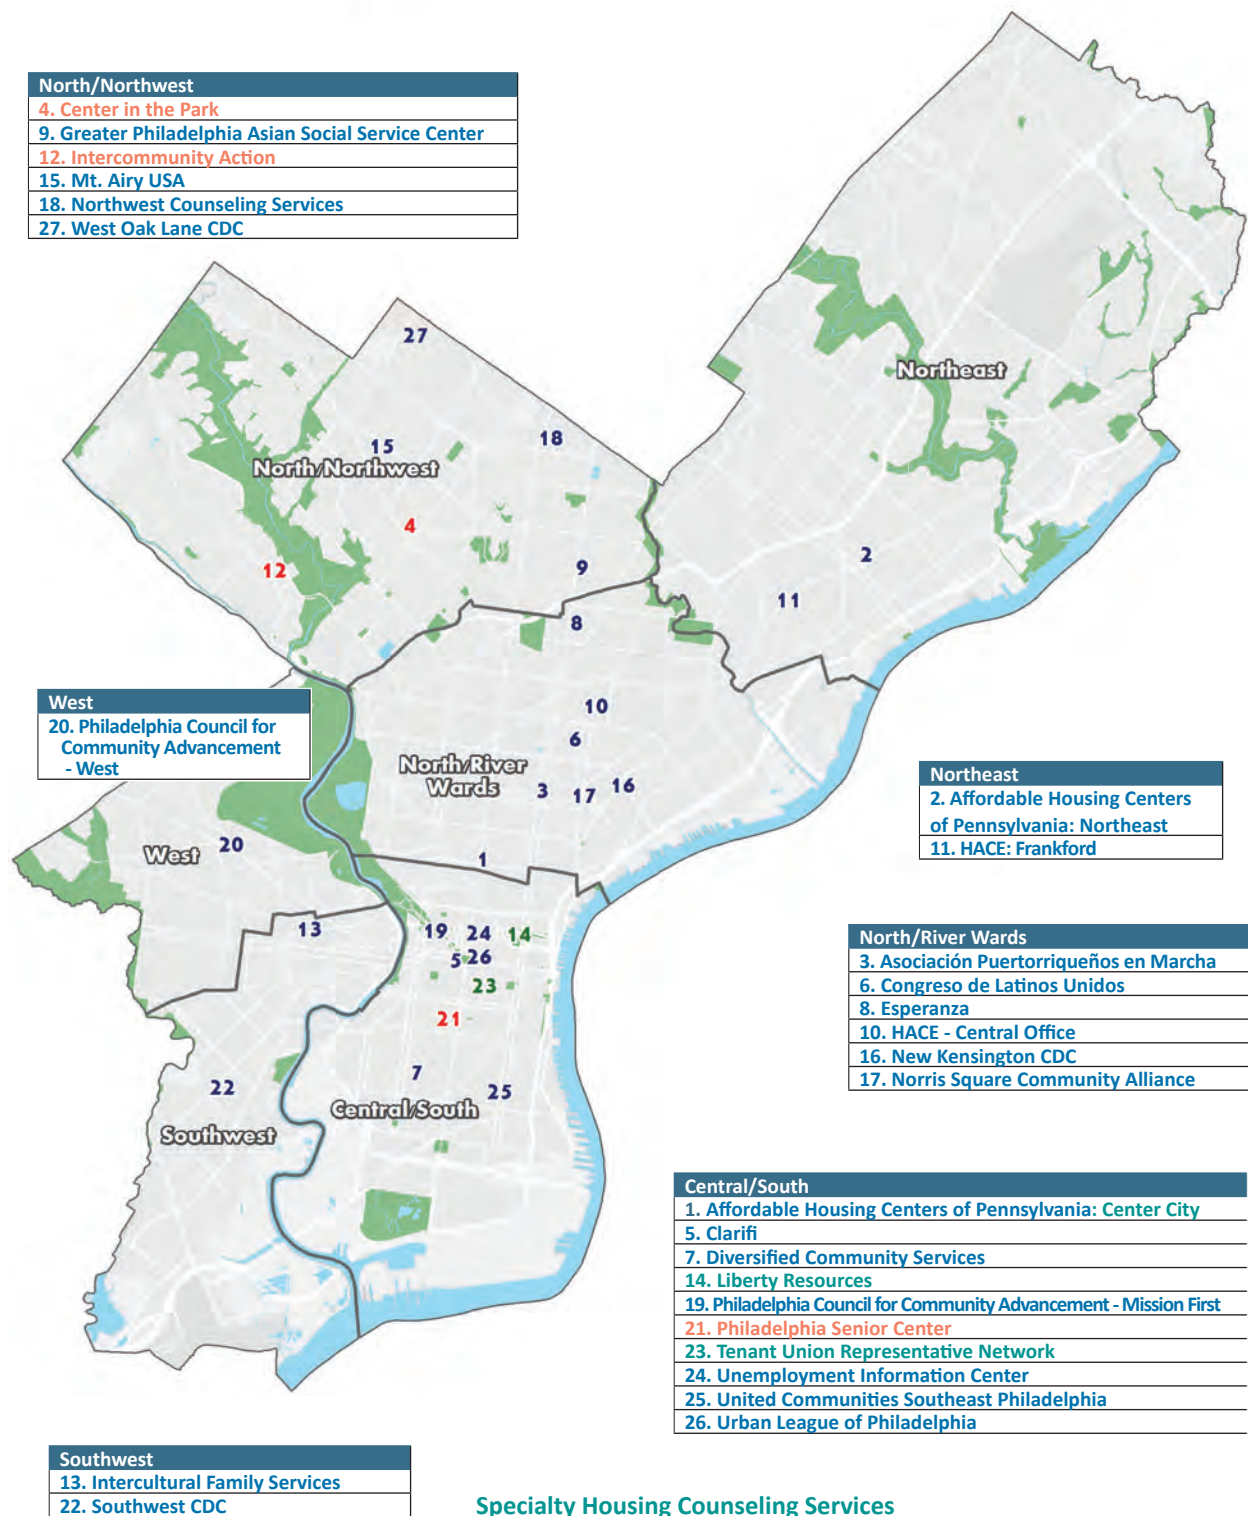 North/Northwest
4. Center in the Park
9. Greater Philadelphia Asian Social Service Center
12. Intercommunity Action
15. Mt. Airy USA
18. Northwest Counseling Services
27. West Oak Lane CDC
27
Northeast
15
18
North/Northwest
4
2
12
9
11
8
West
20. Philadelphia Council for
Community Advancement
- West
10
6
North/River
Wards
3
17
16
Northeast
2. Affordable Housing Centers
of Pennsylvania: Northeast
11. HACE: Frankford
West
20
1
13
19
24
14
5
26
23
21
North/River Wards
3. Asociación Puertorriqueños en Marcha
6. Congreso de Latinos Unidos
8. Esperanza
10. HACE - Central Office
16. New Kensington CDC
17. Norris Square Community Alliance
7
22
25
Central/South
Southwest
Central/South
1. Affordable Housing Centers of Pennsylvania: Center City
5. Clarifi
7. Diversified Community Services
14. Liberty Resources
19. Philadelphia Council for Community Advancement - Mission First
21. Philadelphia Senior Center
23. Tenant Union Representative Network
24. Unemployment Information Center
25. United Communities Southeast Philadelphia
26. Urban League of Philadelphia
Southwest
13. Intercultural Family Services
22. Southwest CDC
Specialty Housing Counseling Services